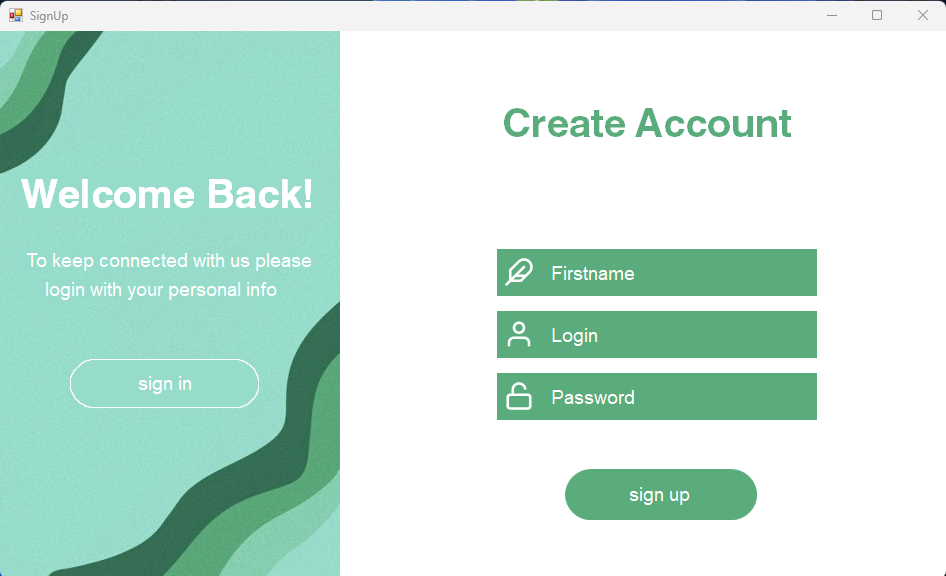 SignUp
Welcome Back!
To keep connected with us please
login with your personal info
sign in
Create Account
Firstname
Login
Password
sign up